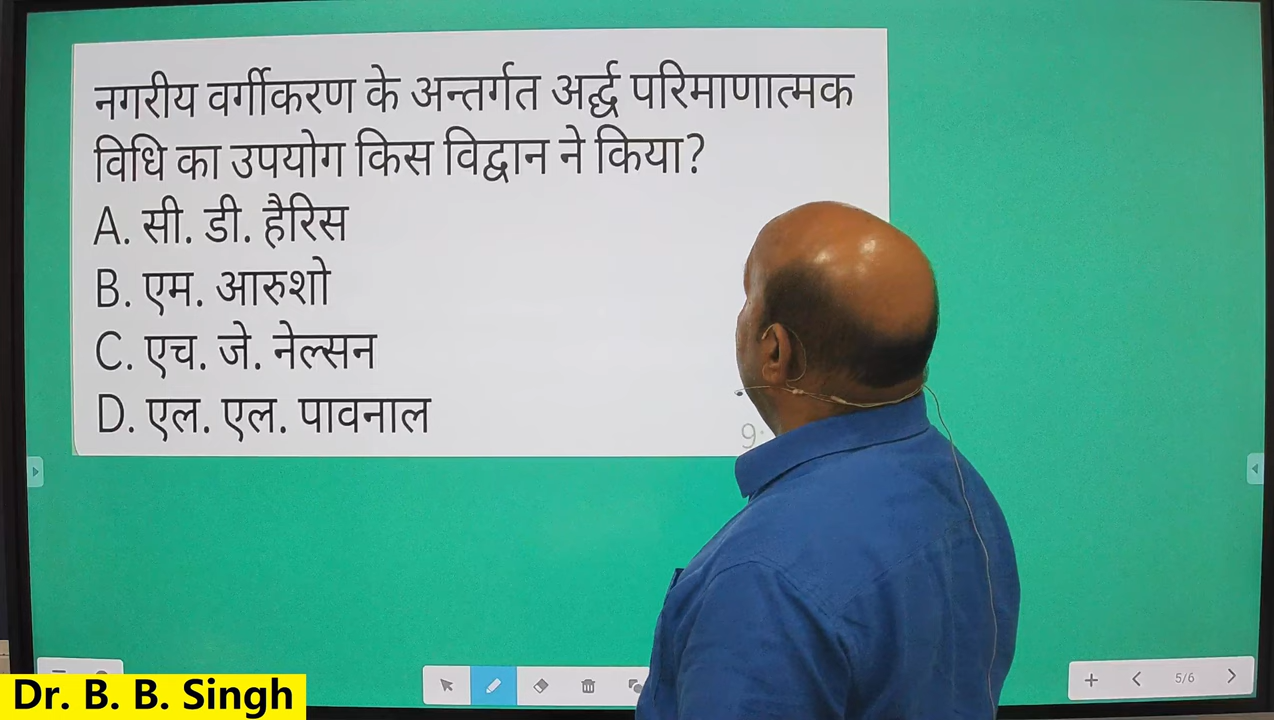 नगरीय वर्गीकरण के अन्तर्गत अर्द्ध परिमाणात्मक
विधि का उपयोग किस विद्वान ने किया?
A. सी. डी. हैरिस
B. एम. आरुशो
C. एच. जे. नेल्सन
D. एल. एल. पावनाल
5/6
Dr. B. B. Singh